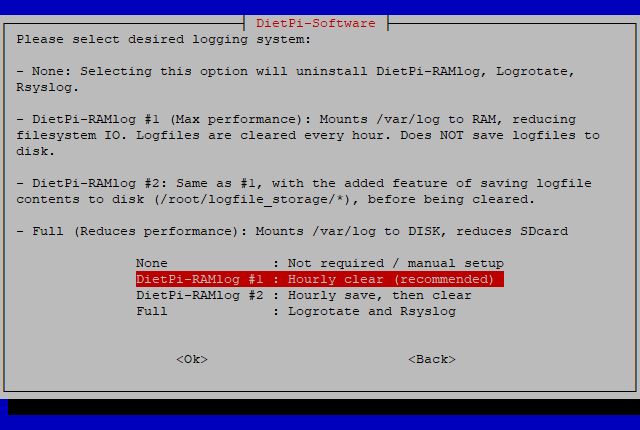 DietPi-Software
Please select desired logging system:
- None: Selecting this option will uninstall DietPi-RAMlog, Logrotate,
Rsyslog.
- DietPi-RAMlog #1 (Max performance): Mounts /var/log to RAM, reducing
filesystem IO. Logfiles are cleared every hour. Does NOT save logfiles to
disk.
- DietPi-RAMlog #2: Same as #1, with the added feature of saving logfile
contents to disk (/root/logfile_storage/*), before being cleared.
- Full (Reduces performance): Mounts /var/log to DISK, reduces SDcard
None : Not required / manual setup
DietPi-RAMlog #1 : Hourly clear (recommended)
DietPi-RAMlog #2 : Hourly save, then clear
Full : Logrotate and Rsyslog
<Ok> <Back>